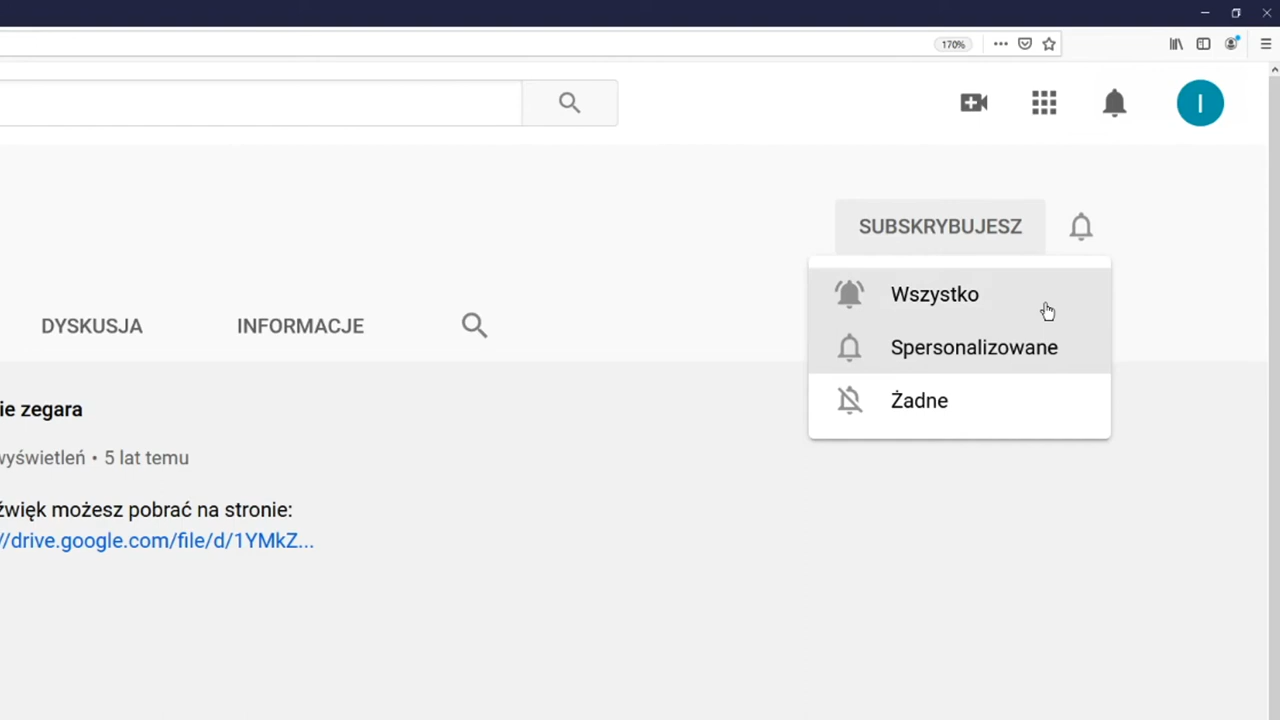 170%
I
SUBSKRYBUJESZ
Wszystko
Spersonalizowane
Żadne
DYSKUSJA INFORMACJE
ie zegara
wyświetleń • 5 lat temu
źwięk możesz pobrać na stronie:
//drive.google.com/file/d/1YMkZ...